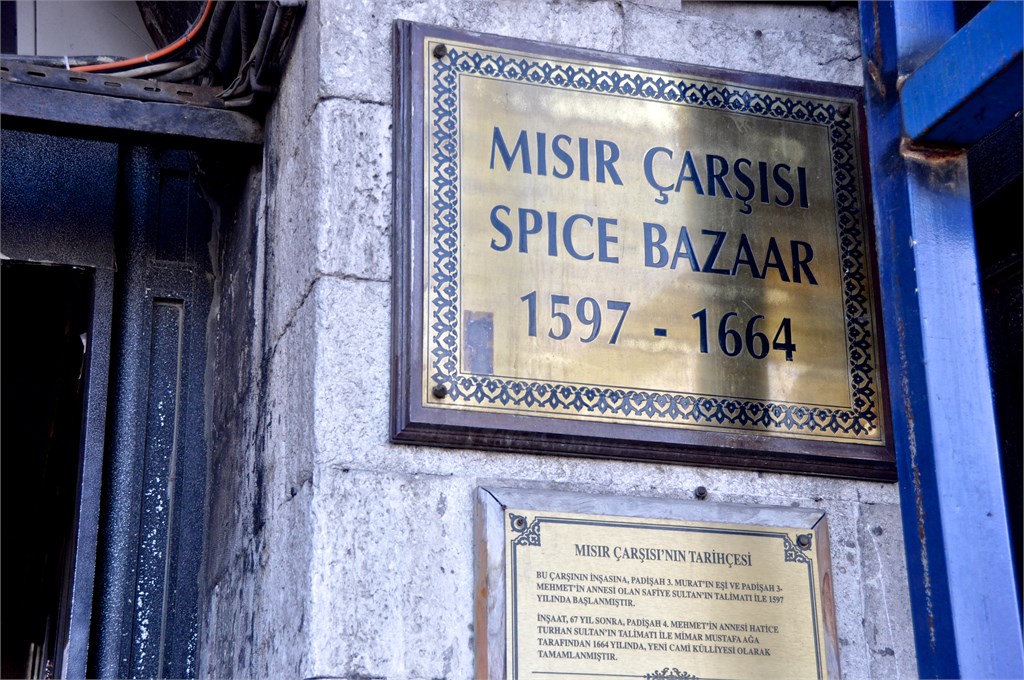 MISIR ÇARŞISI
SPICE BAZAAR
1597 - 1664
MISIR ÇARŞISI'NIN TARİHÇESİ
BU ÇARŞININ İNŞASINA, PADİŞAH 3. MURAT'IN EŞİ VE PADİŞAH 3-
MEHMET'İN ANNESİ OLAN SAFİYE SULTAN'IN TALİMATI İLE 1597
YILINDA BAŞLANMIŞTIR.
İNŞAAT, 67 YIL SONRA, PADİŞAH 4. MEHMET'İN ANNESİ HATİCE
TURHAN SULTAN'IN TALİMATI İLE MİMAR MUSTAFA AĞA
TARAFINDAN 1664 YILINDA, YENİ CAMİ KÜLLİYESİ OLARAK
TAMAMLANMIŞTIR.